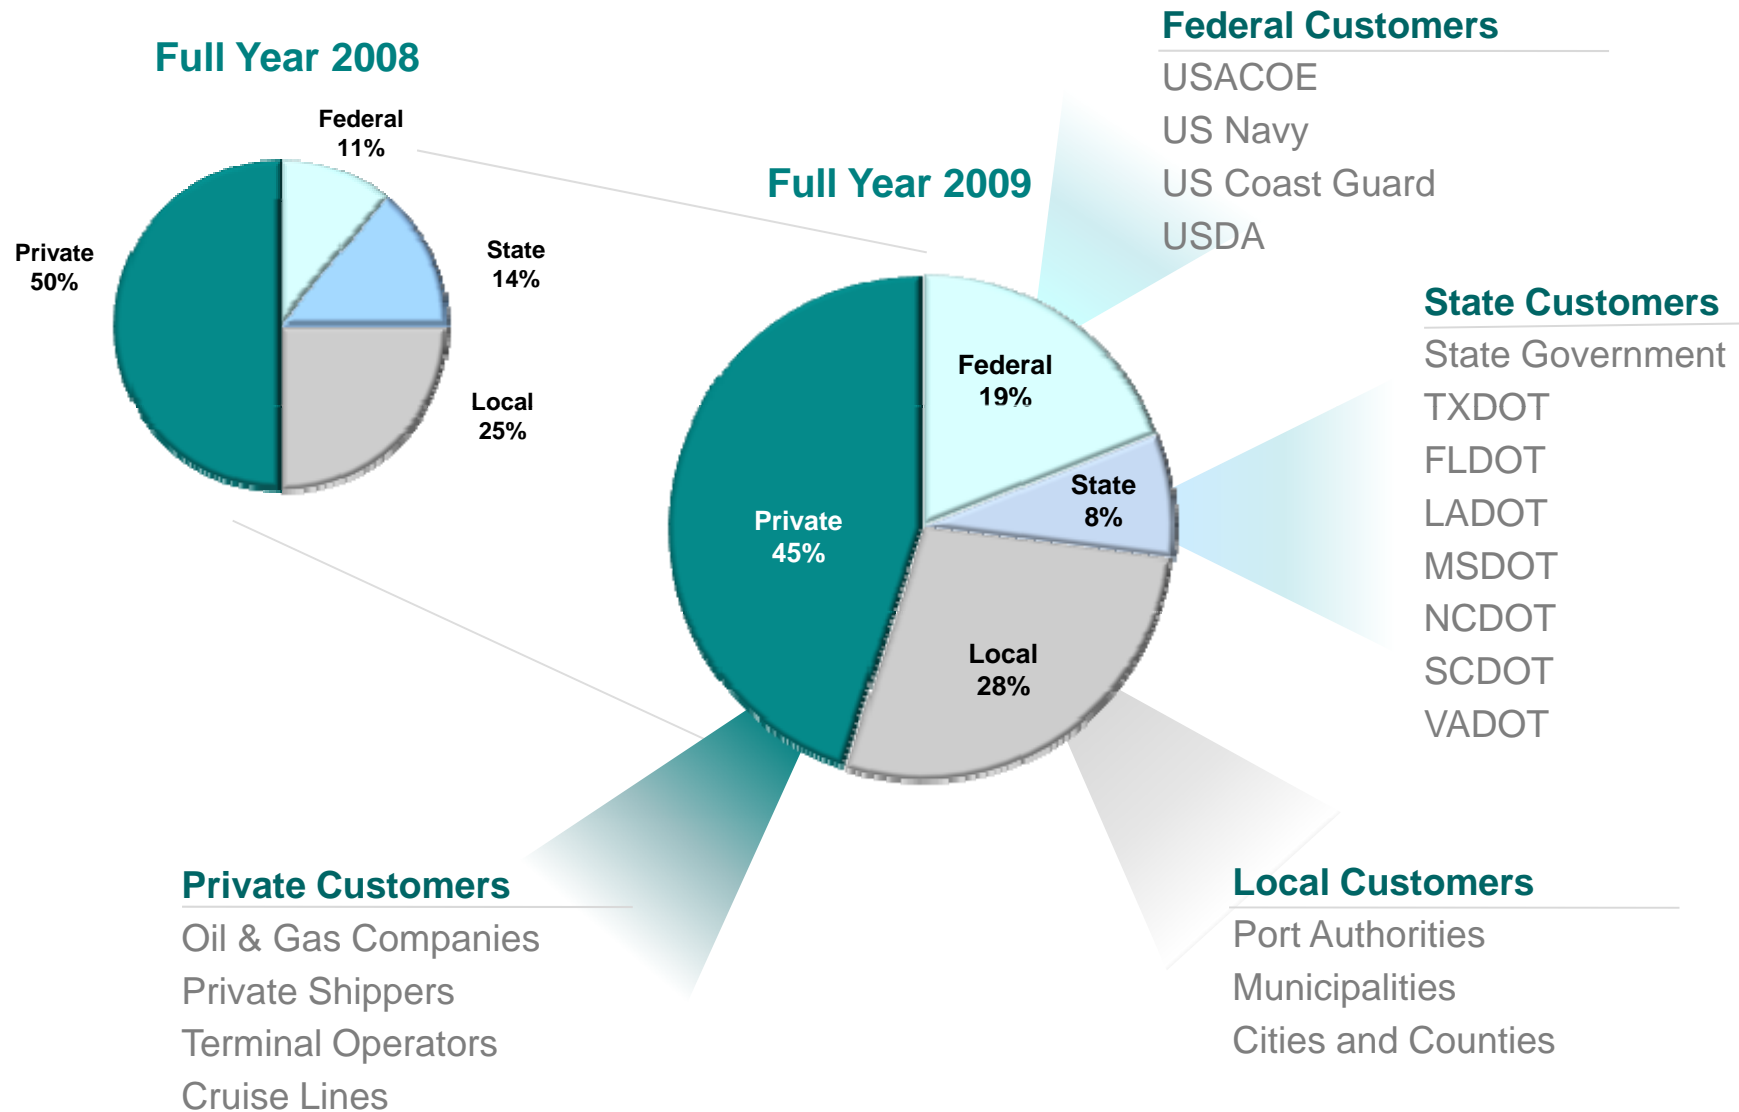 Full Year 2008
Federal
11%
State
14%
Local
25%
Private
50%
Full Year 2009
Federal
19%
State
8%
Local
28%
Private
45%
Federal Customers
USACOE
US Navy
US Coast Guard
USDA
State Customers
State Government
TXDOT
FLDOT
LADOT
MSDOT
NCDOT
SCDOT
VADOT
Private Customers
Oil & Gas Companies
Private Shippers
Terminal Operators
Cruise Lines
Local Customers
Port Authorities
Municipalities
Cities and Counties